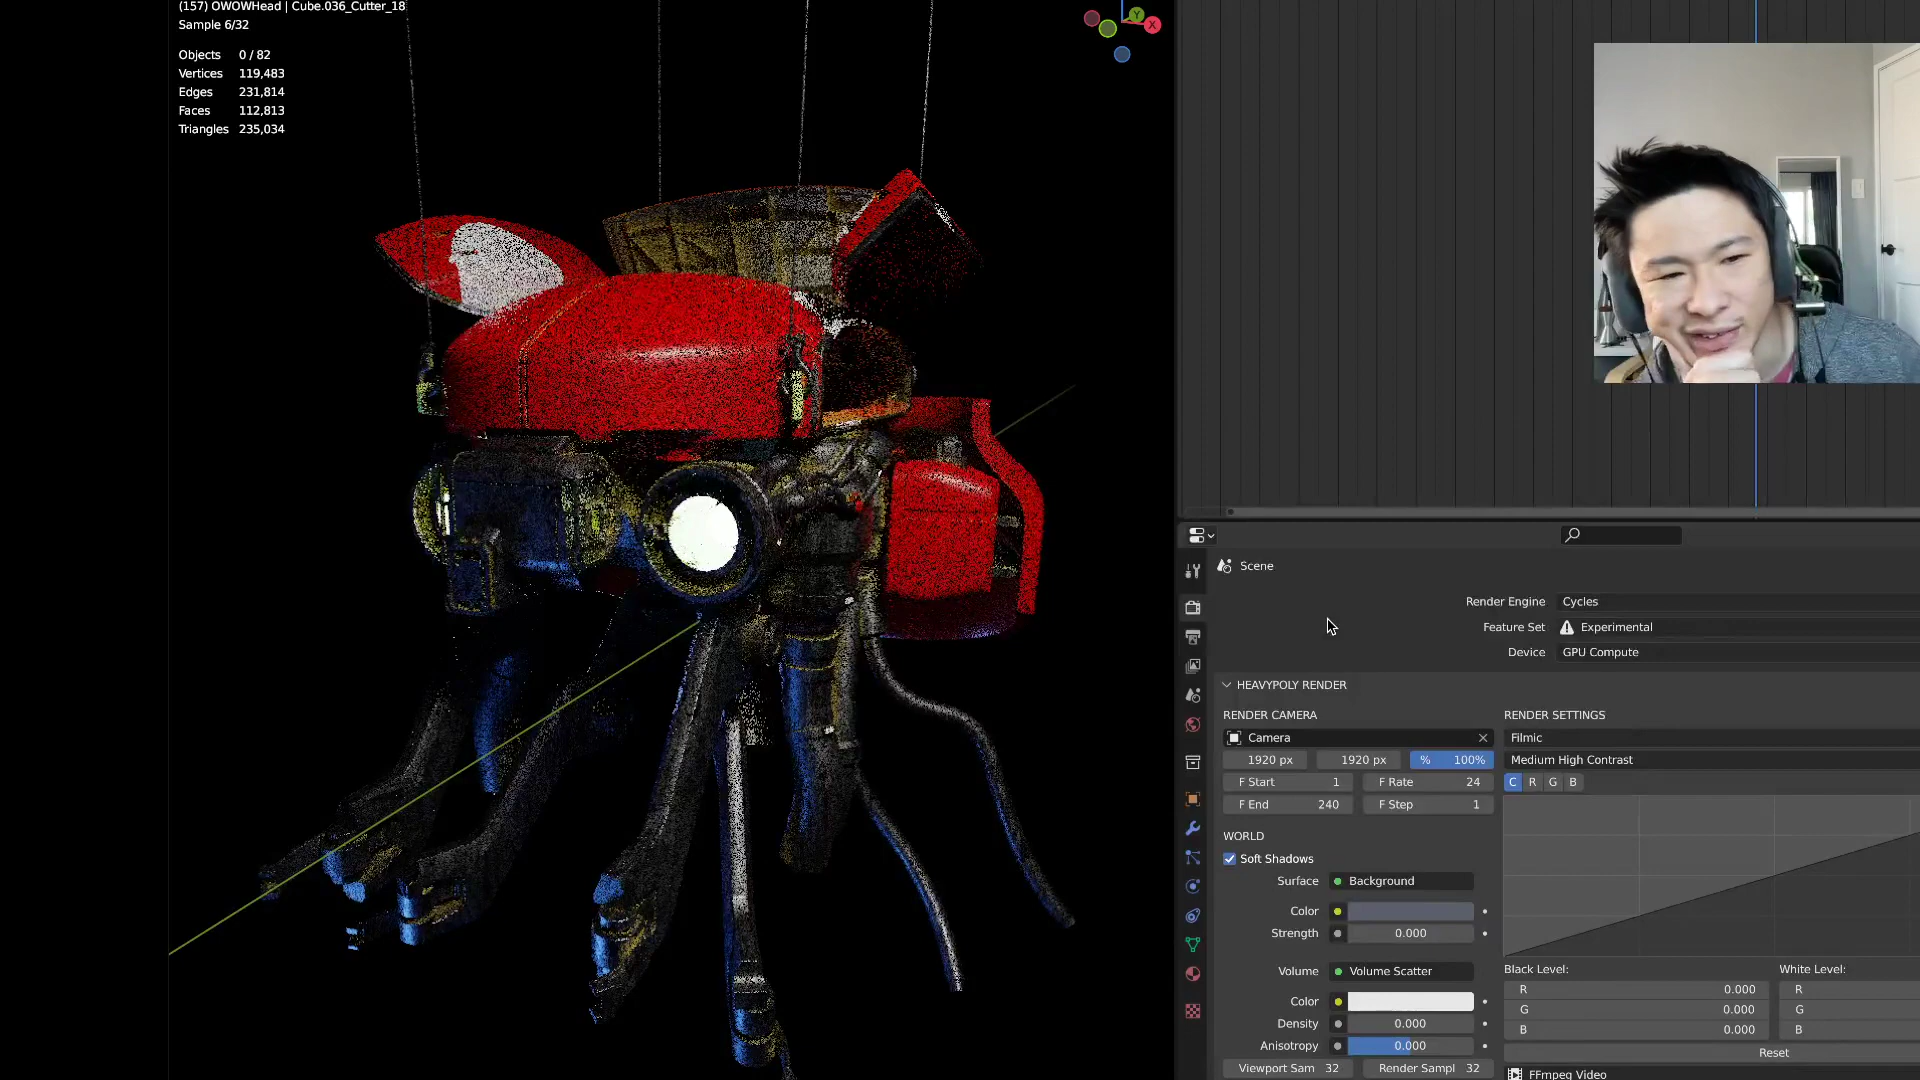 (157) OWOWHead | Cube.036_Cutter_18
Sample 6/32
Objects 0 / 82
Vertices 119,483
Edges 231,814
Faces 112,813
Triangles 235,034
Y
X
Scene
Render Engine Cycles
Feature Set Experimental
Device GPU Compute
HEAVYPOLY RENDER
RENDER CAMERA
RENDER SETTINGS
Camera
Filmic
1920 px 1920 px % 100%
Medium High Contrast
F Start 1 F Rate 24
C R G B
F End 240 F Step 1
WORLD
Soft Shadows
Surface Background
Color
Strength 0.000
Volume Volume Scatter
Color
Density 0.000
Anisotropy 0.000
Viewport Sam 32 Render Sampl 32
Black Level: White Level:
R 0.000 R
G 0.000 G
B 0.000 B
Reset
FFmpeg Video